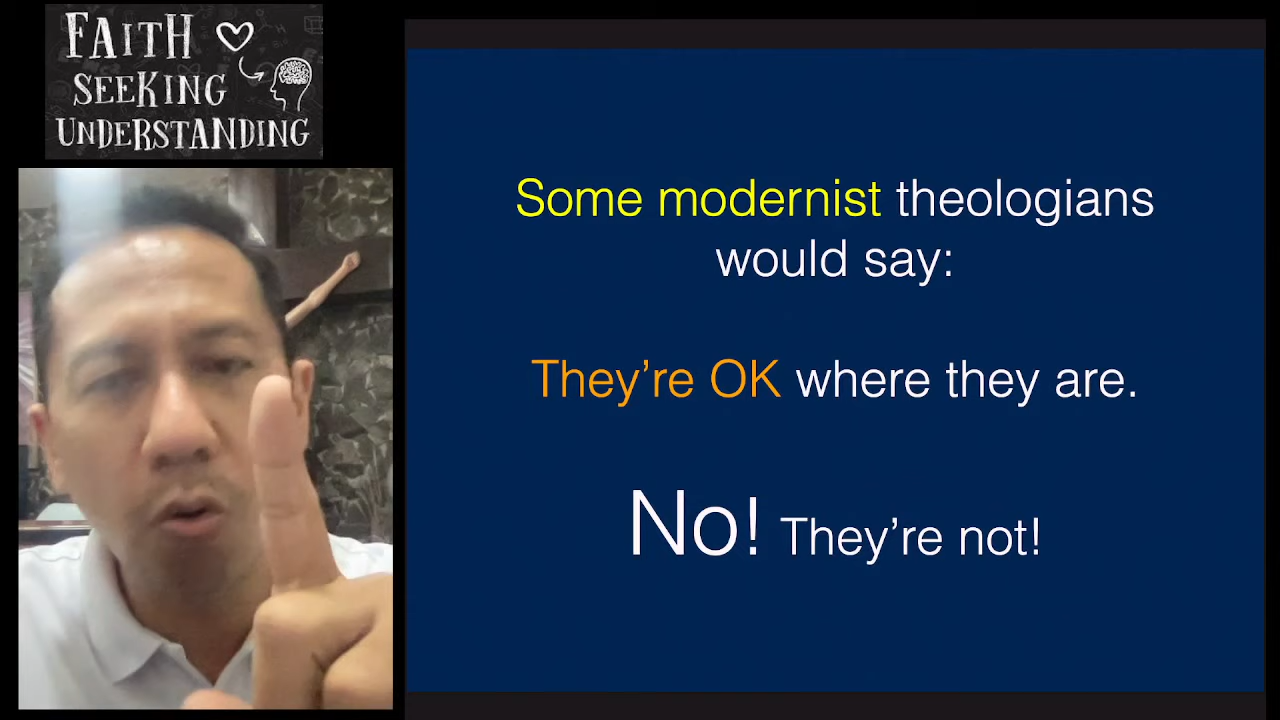 FAITH
SEEKING
UNDERSTANDING
Some modernist theologians
would say:
They’re OK where they are.
No! They’re not!